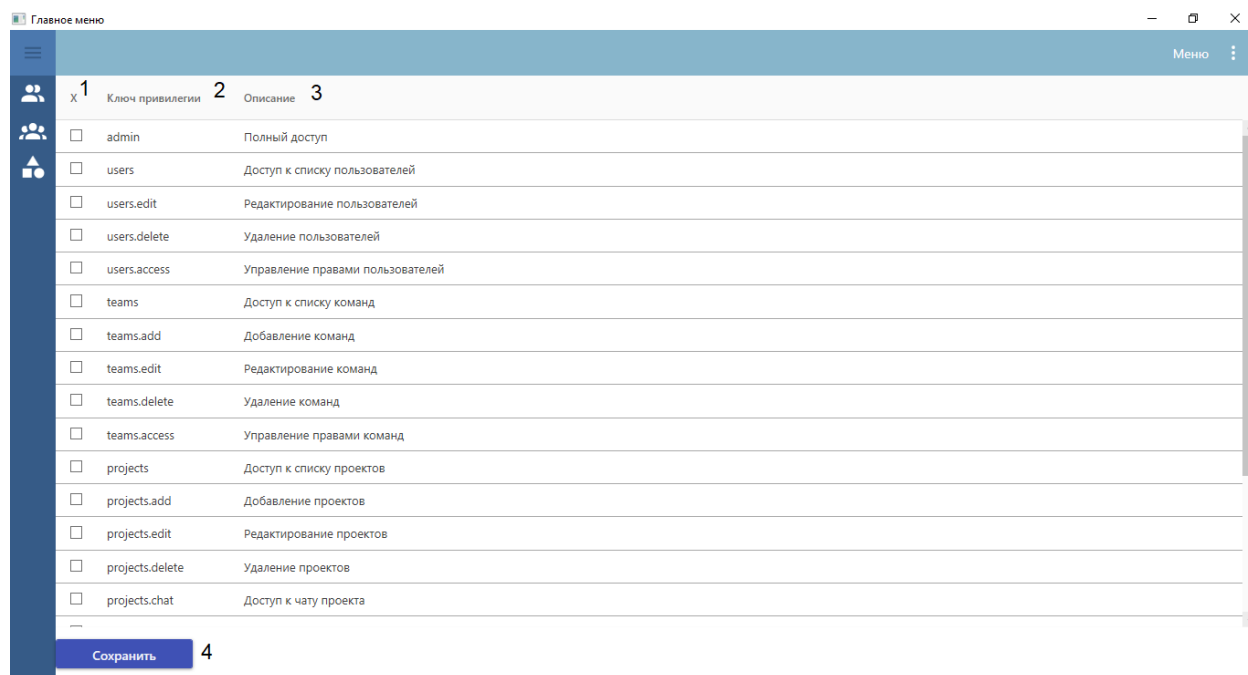 Главное меню
Меню
X 1 Ключ привилегии 2 Описание 3
admin Полный доступ
users Доступ к списку пользователей
users.edit Редактирование пользователей
users.delete Удаление пользователей
users.access Управление правами пользователей
teams Доступ к списку команд
teams.add Добавление команд
teams.edit Редактирование команд
teams.delete Удаление команд
teams.access Управление правами команд
projects Доступ к списку проектов
projects.add Добавление проектов
projects.edit Редактирование проектов
projects.delete Удаление проектов
projects.chat Доступ к чату проекта
Сохранить 4